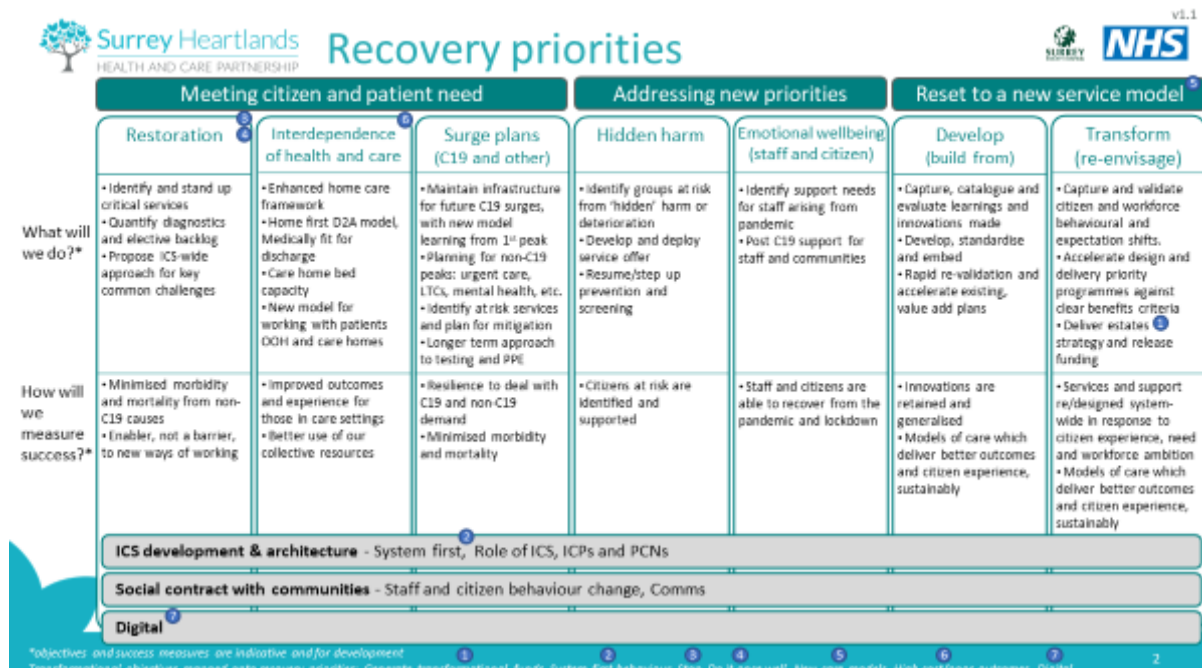 v1.1
Surrey Heartlands
HEALTH AND CARE PARTNERSHIP
Recovery priorities
SURREY
NHS
Meeting citizen and patient need
Addressing new priorities
Reset to a new service model 5
Restoration 3 4
Interdependence 6
of health and care
Surge plans
(C19 and other)
Hidden harm
Emotional wellbeing
(staff and citizen)
Develop
(build from)
Transform
(re-envisage)
What will
we do?*
• Identify and stand up
critical services
• Quantify diagnostics
and elective backlog
• Propose ICS-wide
approach for key
common challenges
• Enhanced home care
framework
• Home first D2A model,
Medically fit for
discharge
• Care home bed
capacity
• New model for
working with patients
OOH and care homes
• Maintain infrastructure
for future C19 surges,
with new model
learning from 1st peak
• Planning for non-C19
peaks: urgent care,
LTCs, mental health, etc.
• Identify at risk services
and plan for mitigation
• Longer term approach
to testing and PPE
• Identify groups at risk
from 'hidden' harm or
deterioration
• Develop and deploy
service offer
• Resume/step up
prevention and
screening
• Identify support needs
for staff arising from
pandemic
• Post C19 support for
staff and communities
• Capture, catalogue and
evaluate learnings and
innovations made
• Develop, standardise
and embed
• Rapid re-validation and
accelerate existing,
value add plans
• Capture and validate
citizen and workforce
behavioural and
expectation shifts.
• Accelerate design and
delivery priority
programmes against
clear benefits criteria
• Deliver estates 1
strategy and release
funding
How will
we
measure
success?*
• Minimised morbidity
and mortality from non-
C19 causes
• Enabler, not a barrier,
to new ways of working
• Improved outcomes
and experience for
those in care settings
• Better use of our
collective resources
• Resilience to deal with
C19 and non-C19
demand
• Minimised morbidity
and mortality
• Citizens at risk are
identified and
supported
• Staff and citizens are
able to recover from the
pandemic and lockdown
• Innovations are
retained and
generalised
• Models of care which
deliver better outcomes
and citizen experience,
sustainably
• Services and support
re/designed system-
wide in response to
citizen experience, need
and workforce ambition
• Models of care which
deliver better outcomes
and citizen experience,
sustainably
ICS development & architecture - System first, 2 Role of ICS, ICPs and PCNs
Social contract with communities - Staff and citizen behaviour change, Comms
Digital 7
*objectives and success measures are indicative and for development
1 2 3 4 5 6 7
2